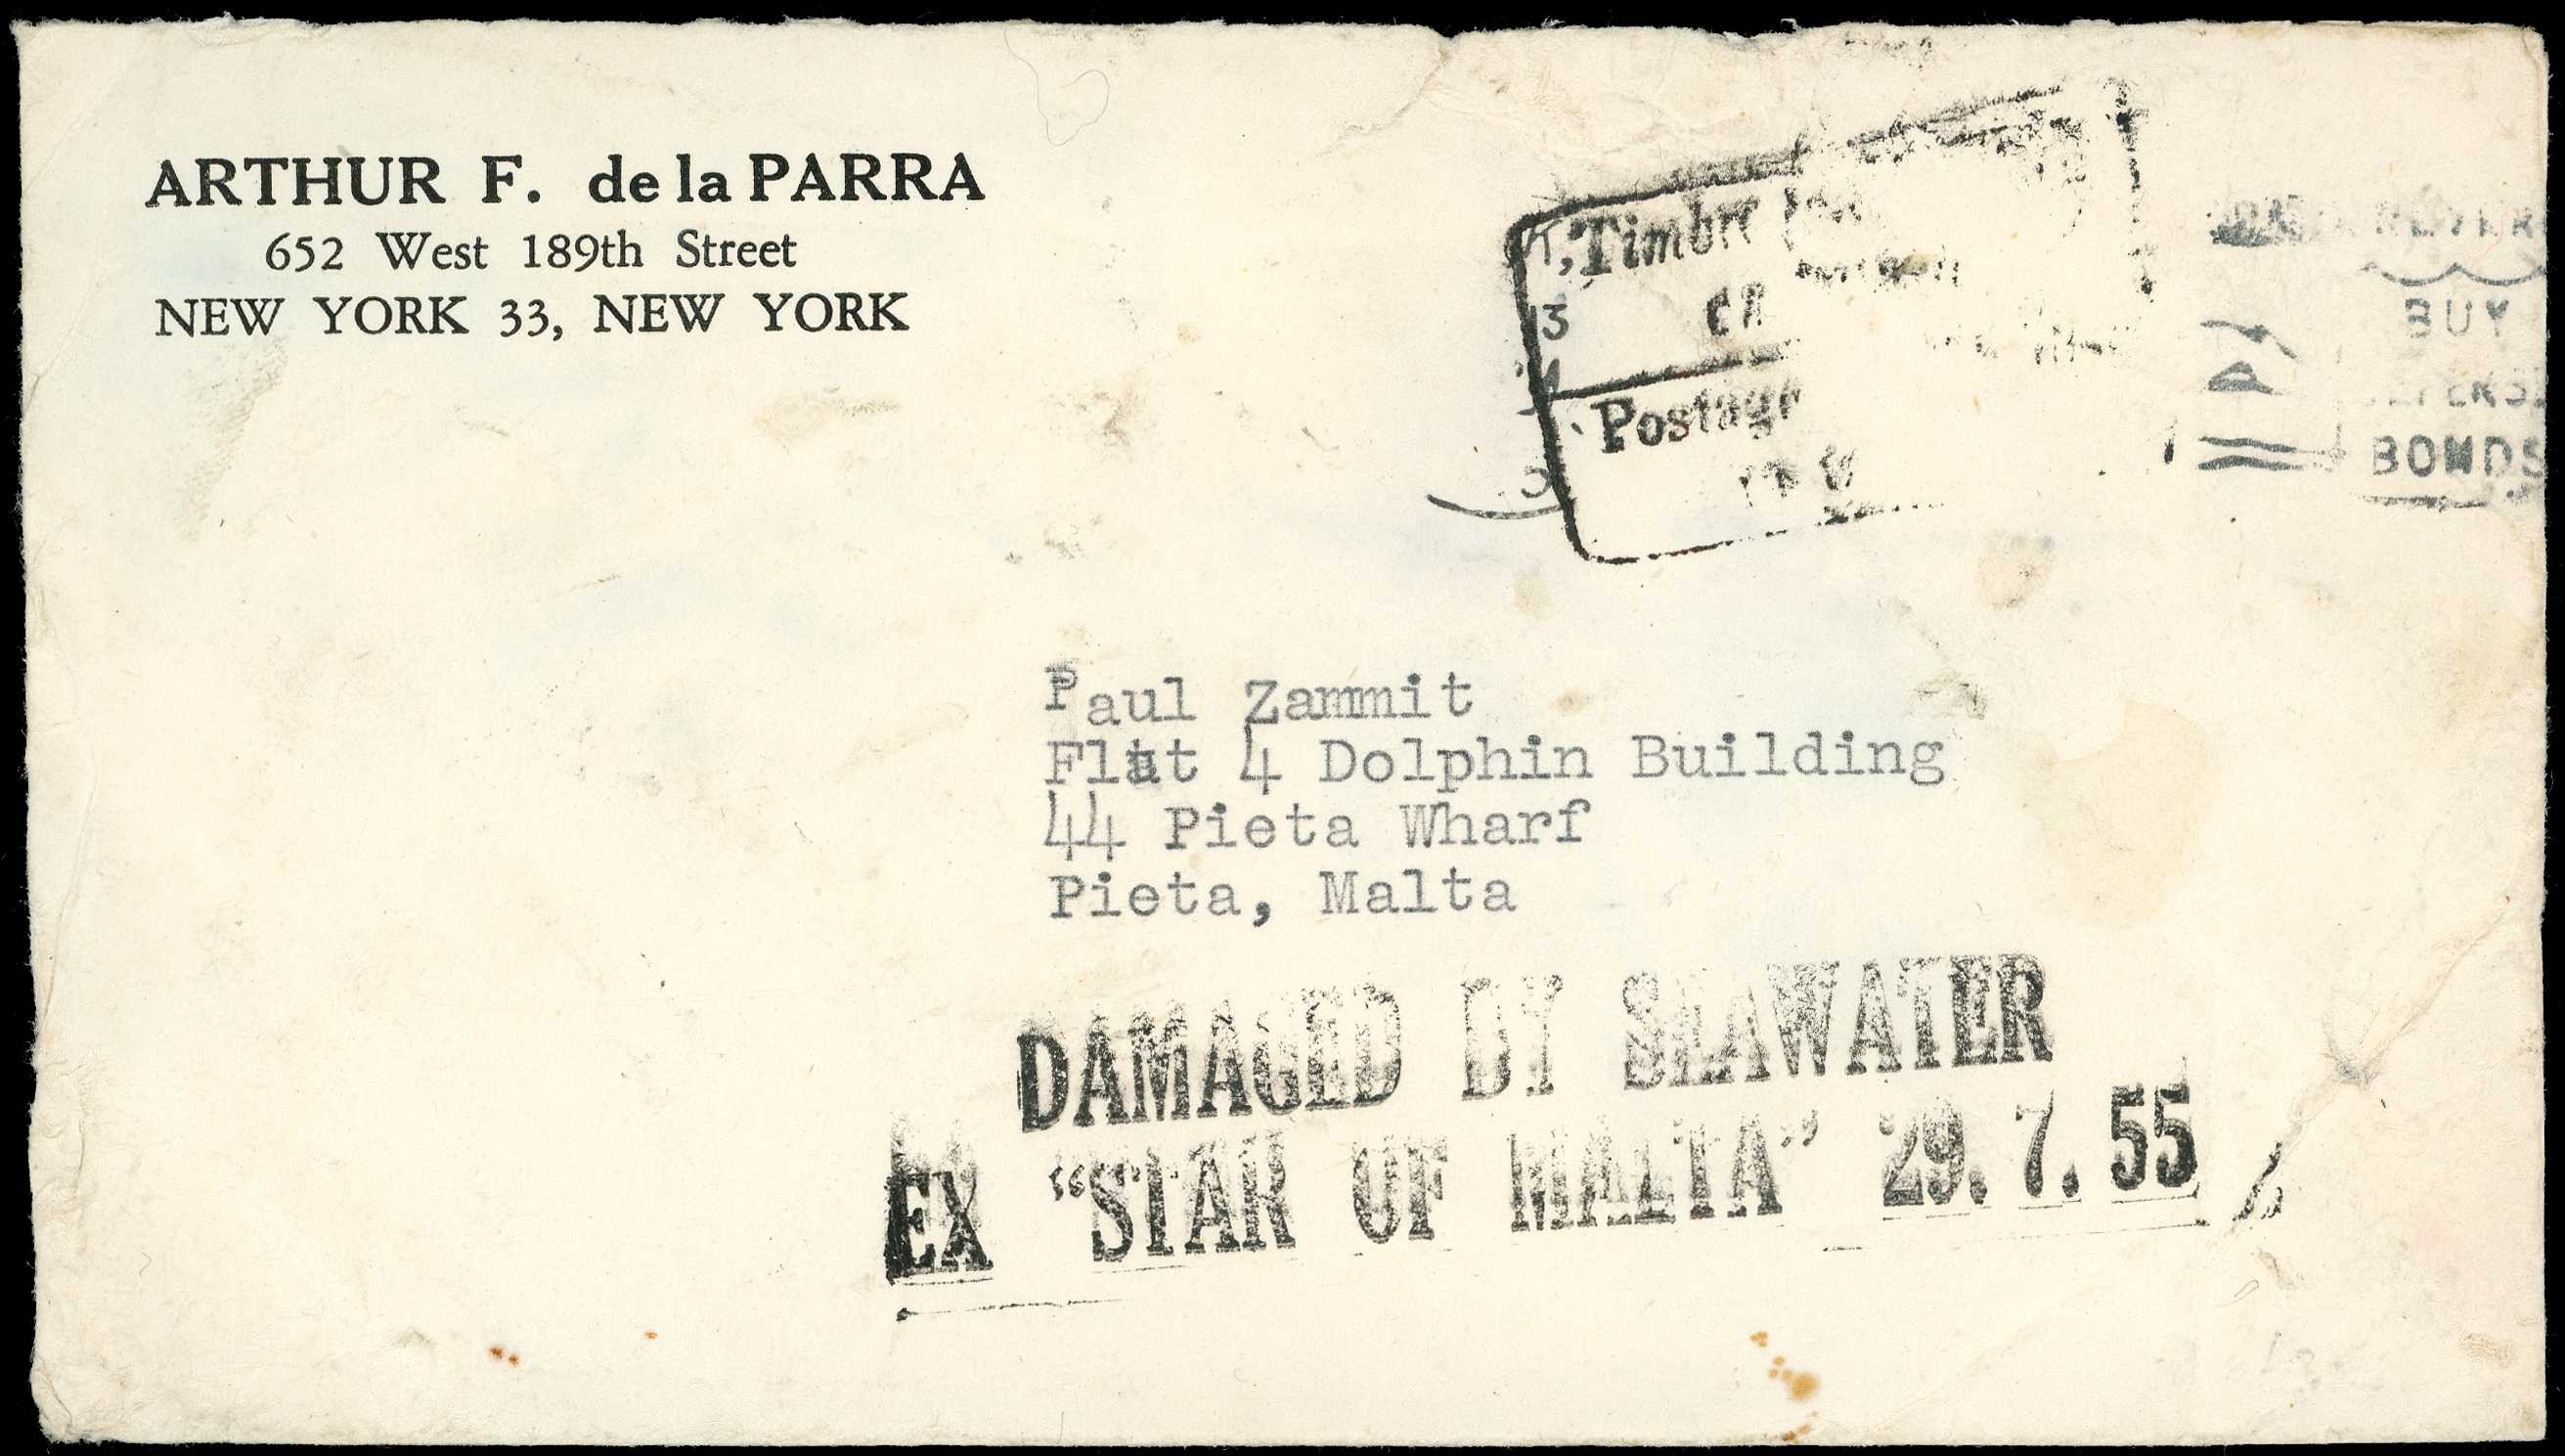 ARTHUR F. de la PARRA
652 West 189th Street
NEW YORK 33, NEW YORK
Timbre
Postage
BUY
BONDS
Paul Zammit
Flat 4 Dolphin Building
44 Pieta Wharf
Pieta, Malta
DAMAGED BY SEAWATER
EX "STAR OF MALTA" 29. 7. 55